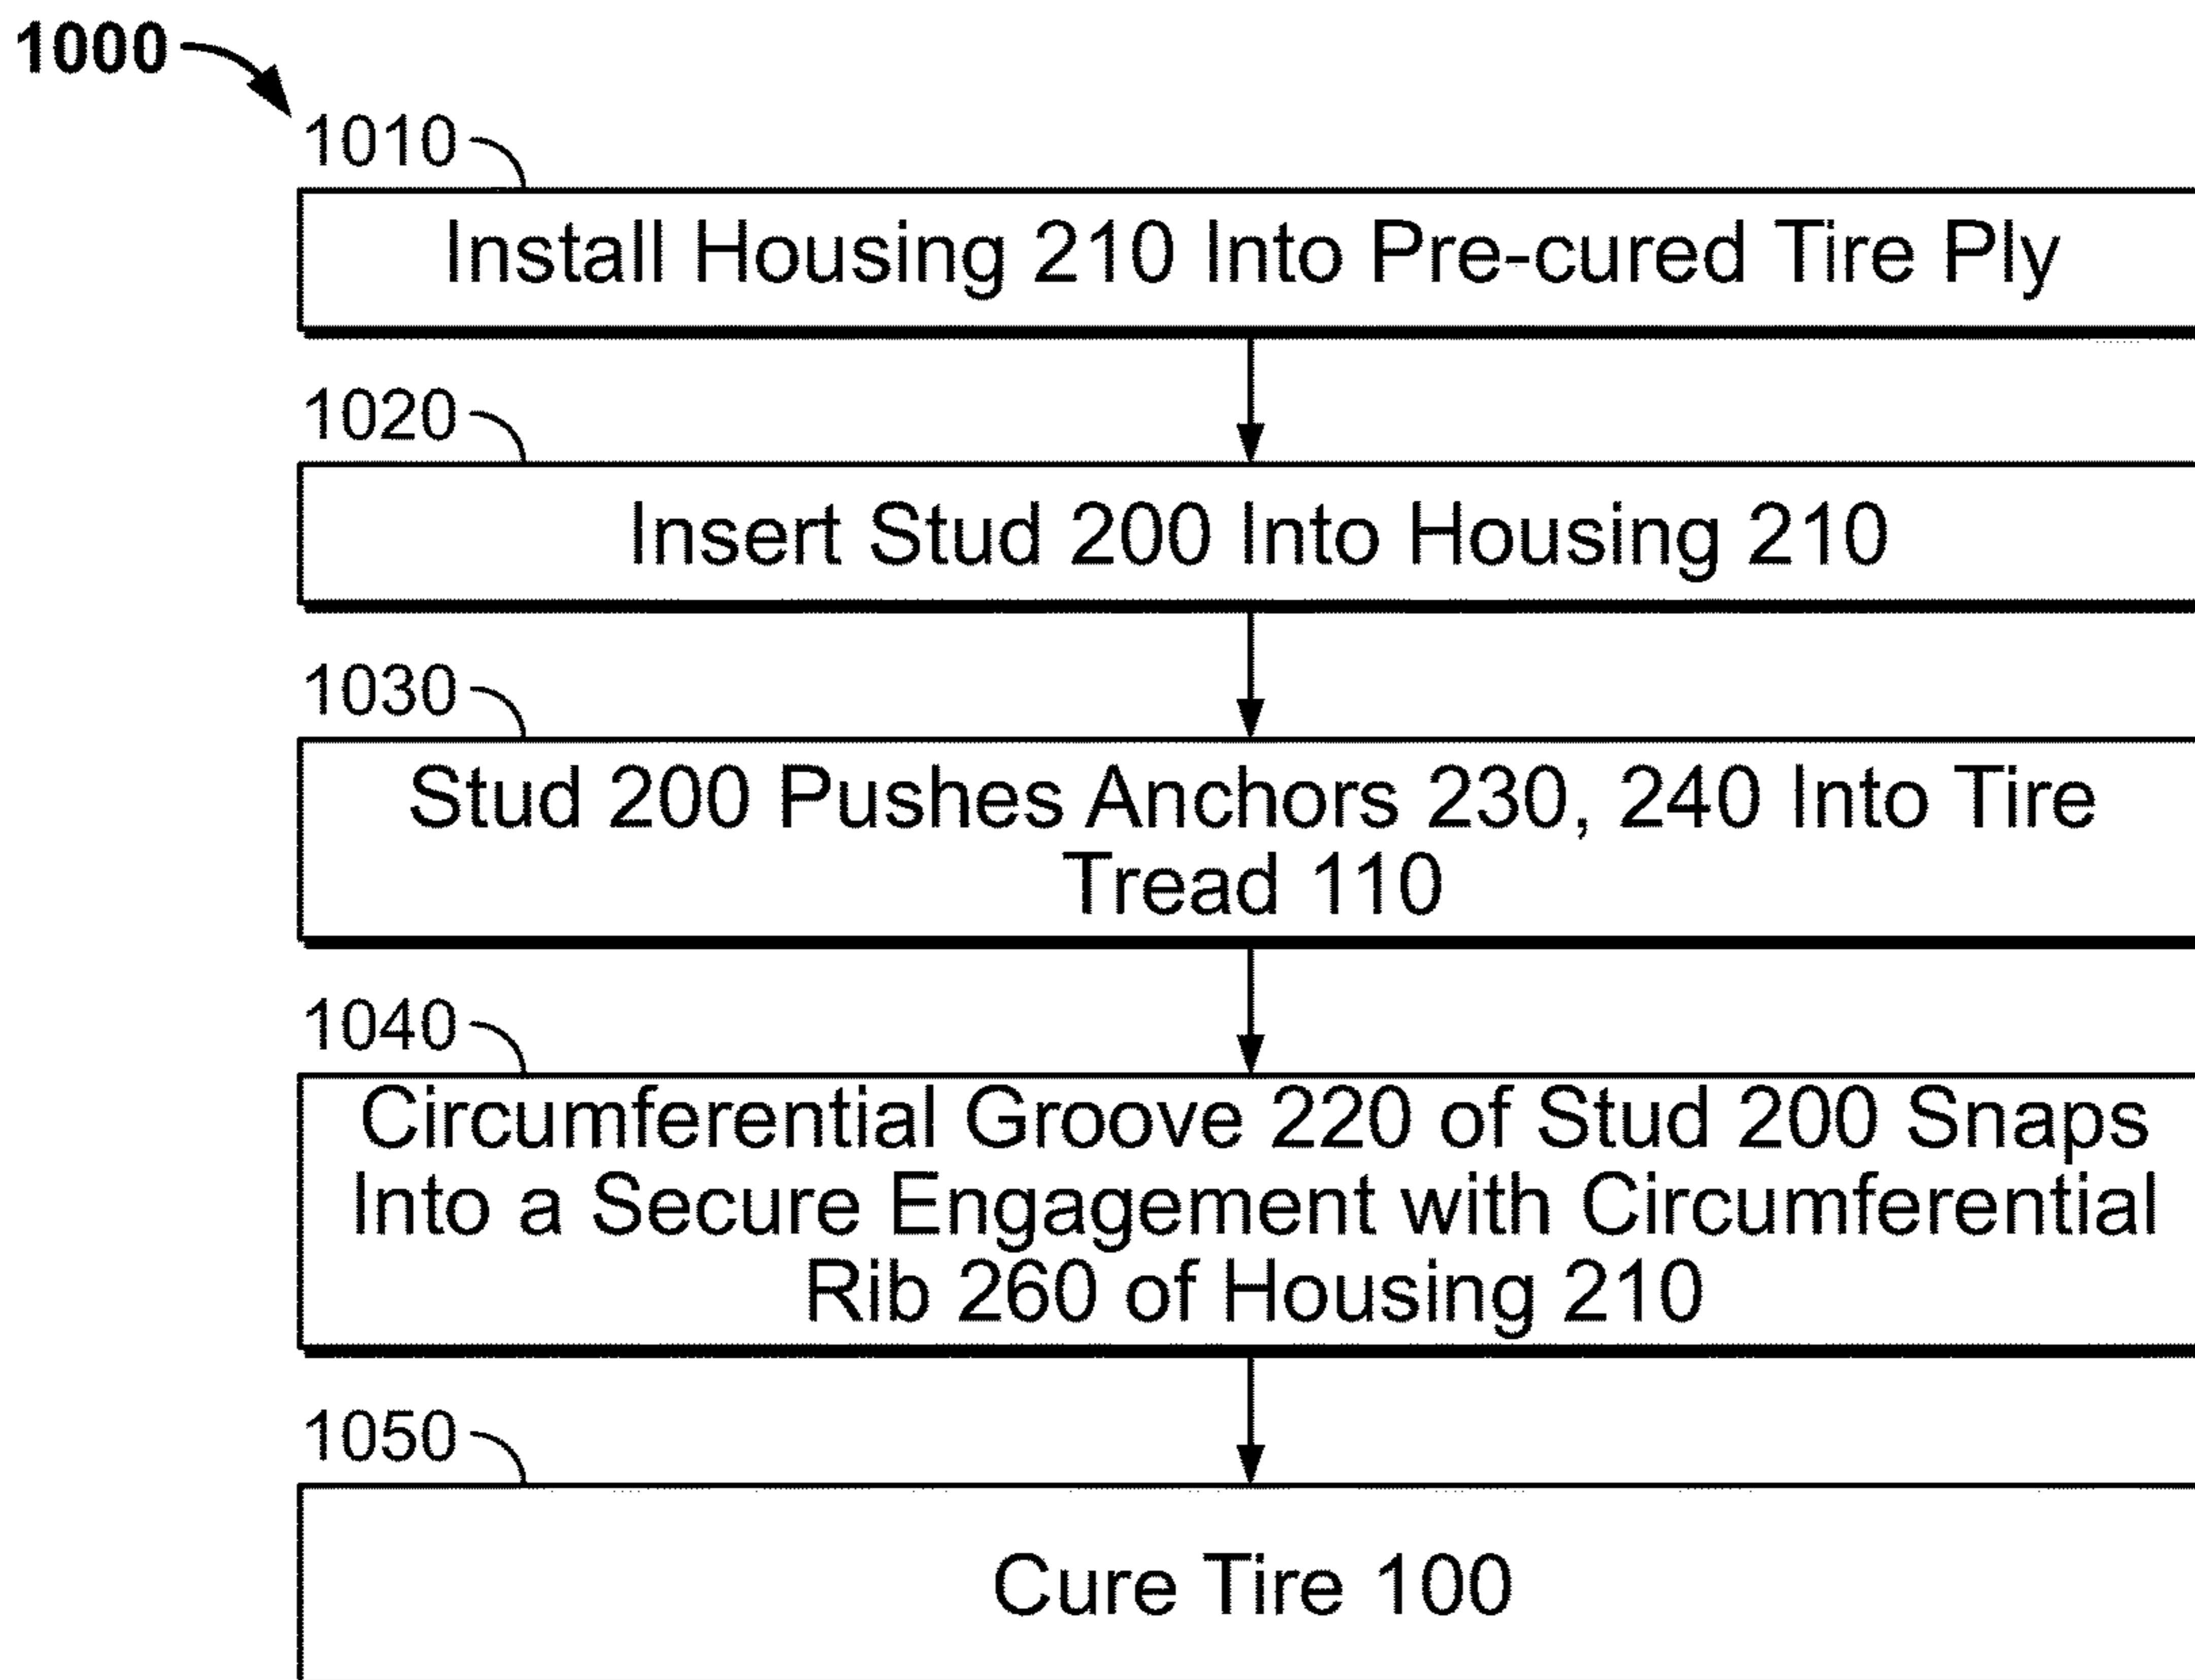 1000
1010
Install Housing 210 Into Pre-cured Tire Ply
1020
Insert Stud 200 Into Housing 210
1030
Stud 200 Pushes Anchors 230, 240 Into Tire
Tread 110
1040
Circumferential Groove 220 of Stud 200 Snaps
Into a Secure Engagement with Circumferential
Rib 260 of Housing 210
1050
Cure Tire 100